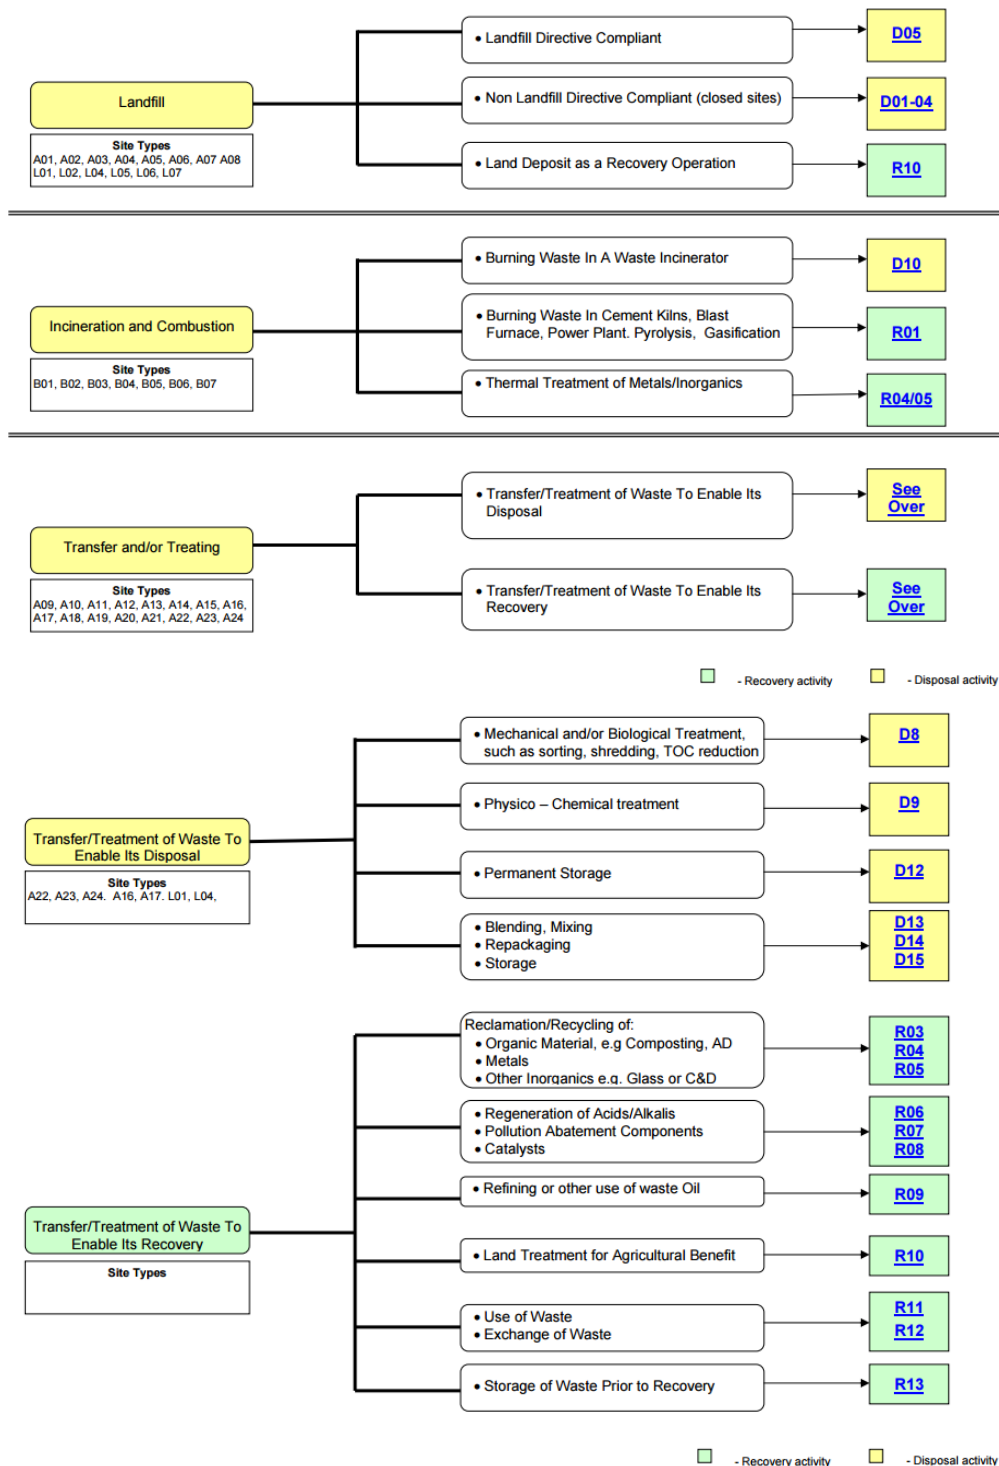 Landfill
Site Types
A01, A02, A03, A04, A05, A06, A07 A08
L01, L02, L04, L05, L06, L07
• Landfill Directive Compliant
D05
• Non Landfill Directive Compliant (closed sites)
D01-04
• Land Deposit as a Recovery Operation
R10
Incineration and Combustion
Site Types
B01, B02, B03, B04, B05, B06, B07
• Burning Waste In A Waste Incinerator
D10
• Burning Waste In Cement Kilns, Blast
Furnace, Power Plant. Pyrolysis, Gasification
R01
• Thermal Treatment of Metals/Inorganics
R04/05
Transfer and/or Treating
Site Types
A09, A10, A11, A12, A13, A14, A15, A16,
A17, A18, A19, A20, A21, A22, A23, A24
• Transfer/Treatment of Waste To Enable Its
Disposal
See
Over
• Transfer/Treatment of Waste To Enable Its
Recovery
See
Over
- Recovery activity
- Disposal activity
Transfer/Treatment of Waste To
Enable Its Disposal
Site Types
A22, A23, A24. A16, A17. L01, L04,
• Mechanical and/or Biological Treatment,
such as sorting, shredding, TOC reduction
D8
• Physico – Chemical treatment
D9
• Permanent Storage
D12
• Blending, Mixing
• Repackaging
• Storage
D13
D14
D15
Transfer/Treatment of Waste To
Enable Its Recovery
Site Types
Reclamation/Recycling of:
• Organic Material, e.g Composting, AD
• Metals
• Other Inorganics e.g. Glass or C&D
R03
R04
R05
• Regeneration of Acids/Alkalis
• Pollution Abatement Components
• Catalysts
R06
R07
R08
• Refining or other use of waste Oil
R09
• Land Treatment for Agricultural Benefit
R10
• Use of Waste
• Exchange of Waste
R11
R12
• Storage of Waste Prior to Recovery
R13
- Recovery activity
- Disposal activity